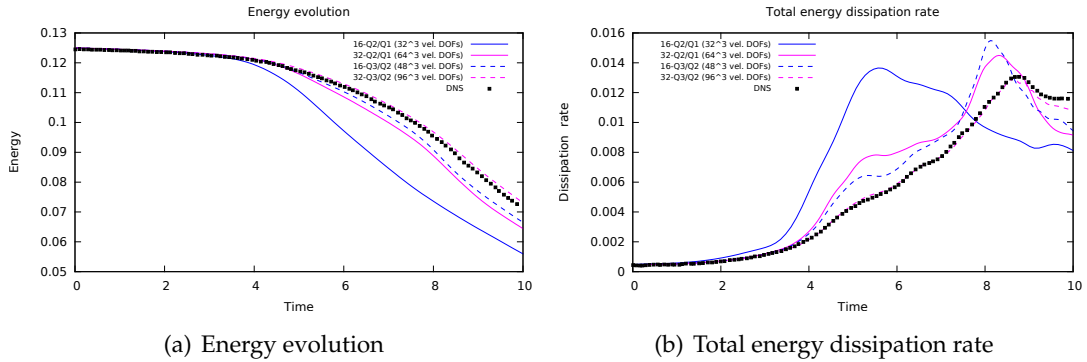 Energy evolution
0.13
0.12
0.11
0.1
0.09
0.08
0.07
0.06
0.05
0 2 4 6 8 10
Energy
Time
16-Q2/Q1 (32^3 vel. DOFs)
32-Q2/Q1 (64^3 vel. DOFs)
16-Q3/Q2 (48^3 vel. DOFs)
32-Q3/Q2 (96^3 vel. DOFs)
DNS
(a) Energy evolution
Total energy dissipation rate
0.016
0.014
0.012
0.01
0.008
0.006
0.004
0.002
0
0 2 4 6 8 10
Dissipation rate
Time
16-Q2/Q1 (32^3 vel. DOFs)
32-Q2/Q1 (64^3 vel. DOFs)
16-Q3/Q2 (48^3 vel. DOFs)
32-Q3/Q2 (96^3 vel. DOFs)
DNS
(b) Total energy dissipation rate